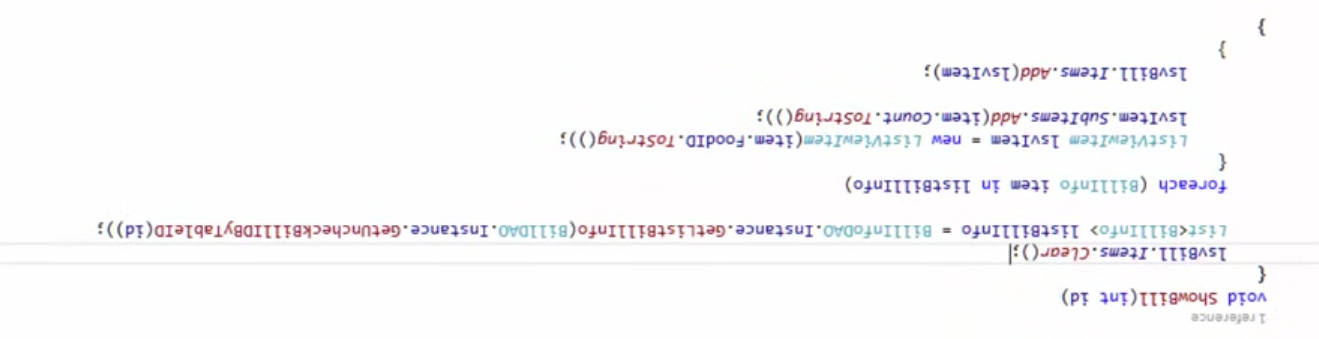 1 reference
void ShowBill(int id)
{
lsvBill.Items.Clear();
List<BillInfo> listBillInfo = BillInfoDAO.Instance.GetListBillInfo(BillDAO.Instance.GetUncheckBillIDByTableID(id));
foreach (BillInfo item in listBillInfo)
{
ListViewItem lsvItem = new ListViewItem(item.FoodID.ToString());
lsvItem.SubItems.Add(item.Count.ToString());
lsvBill.Items.Add(lsvItem);
}
}